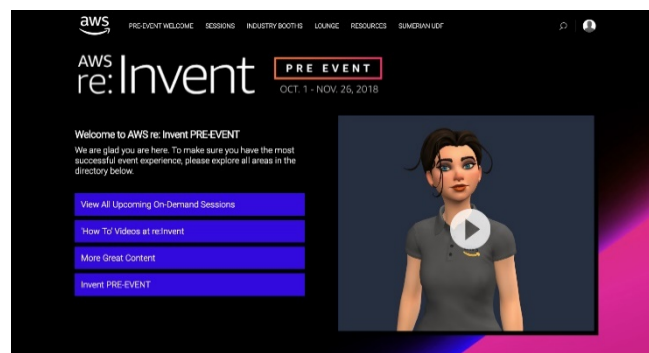 aws
PRE-EVENT WELCOME SESSIONS INDUSTRY BOOTHS LOUNGE RESOURCES SUMERIAN UDF
AWS
re:Invent
PRE EVENT
OCT. 1 - NOV. 26, 2018
Welcome to AWS re: Invent PRE-EVENT
We are glad you are here. To make sure you have the most
successful event experience, please explore all areas in the
directory below.
View All Upcoming On-Demand Sessions
'How To' Videos at re:Invent
More Great Content
Invent PRE-EVENT